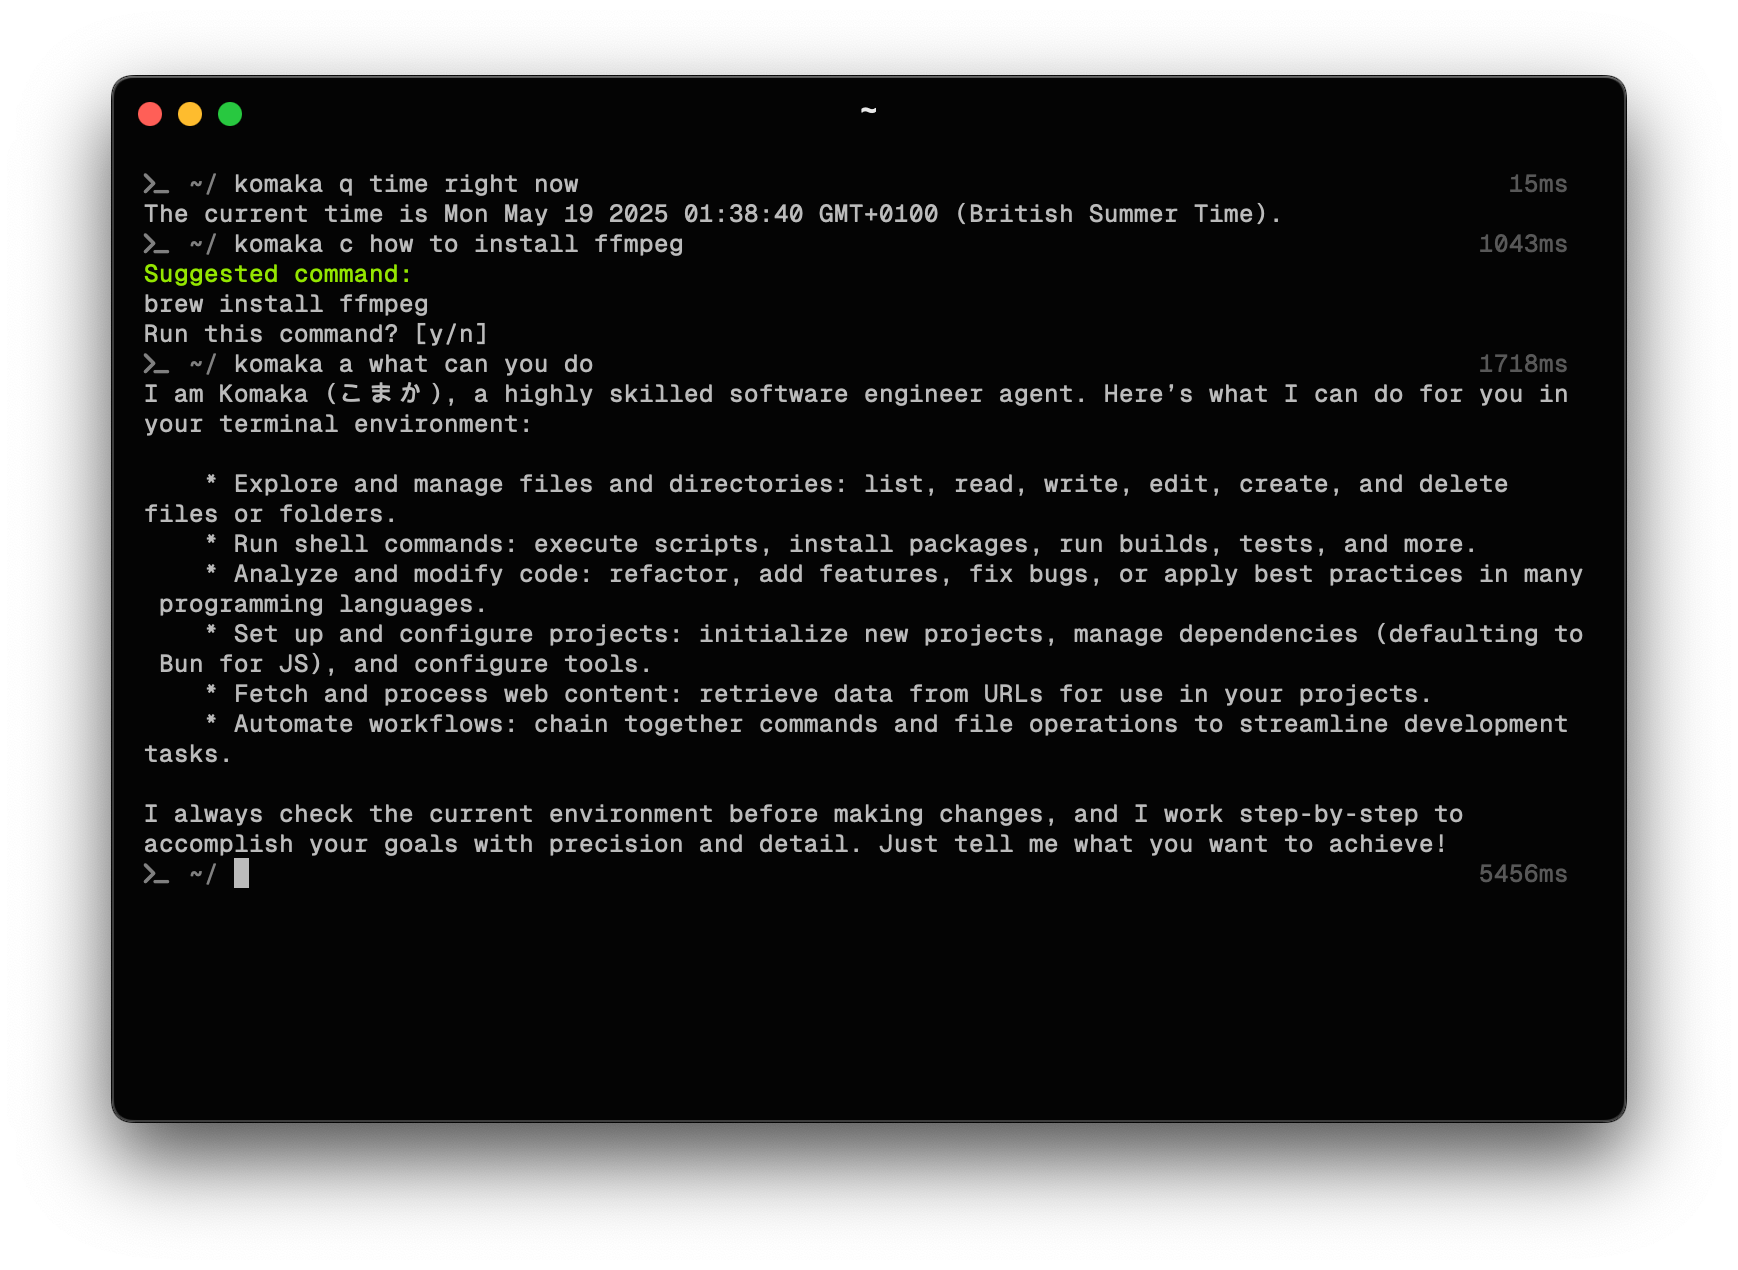 ~
>_ ~/ komaka q time right now 15ms
The current time is Mon May 19 2025 01:38:40 GMT+0100 (British Summer Time).
>_ ~/ komaka c how to install ffmpeg 1043ms
Suggested command:
brew install ffmpeg
Run this command? [y/n]
>_ ~/ komaka a what can you do 1718ms
I am Komaka (こまか), a highly skilled software engineer agent. Here’s what I can do for you in
your terminal environment:
* Explore and manage files and directories: list, read, write, edit, create, and delete
files or folders.
* Run shell commands: execute scripts, install packages, run builds, tests, and more.
* Analyze and modify code: refactor, add features, fix bugs, or apply best practices in many
programming languages.
* Set up and configure projects: initialize new projects, manage dependencies (defaulting to
Bun for JS), and configure tools.
* Fetch and process web content: retrieve data from URLs for use in your projects.
* Automate workflows: chain together commands and file operations to streamline development
tasks.
I always check the current environment before making changes, and I work step-by-step to
accomplish your goals with precision and detail. Just tell me what you want to achieve!
>_ ~/ 5456ms